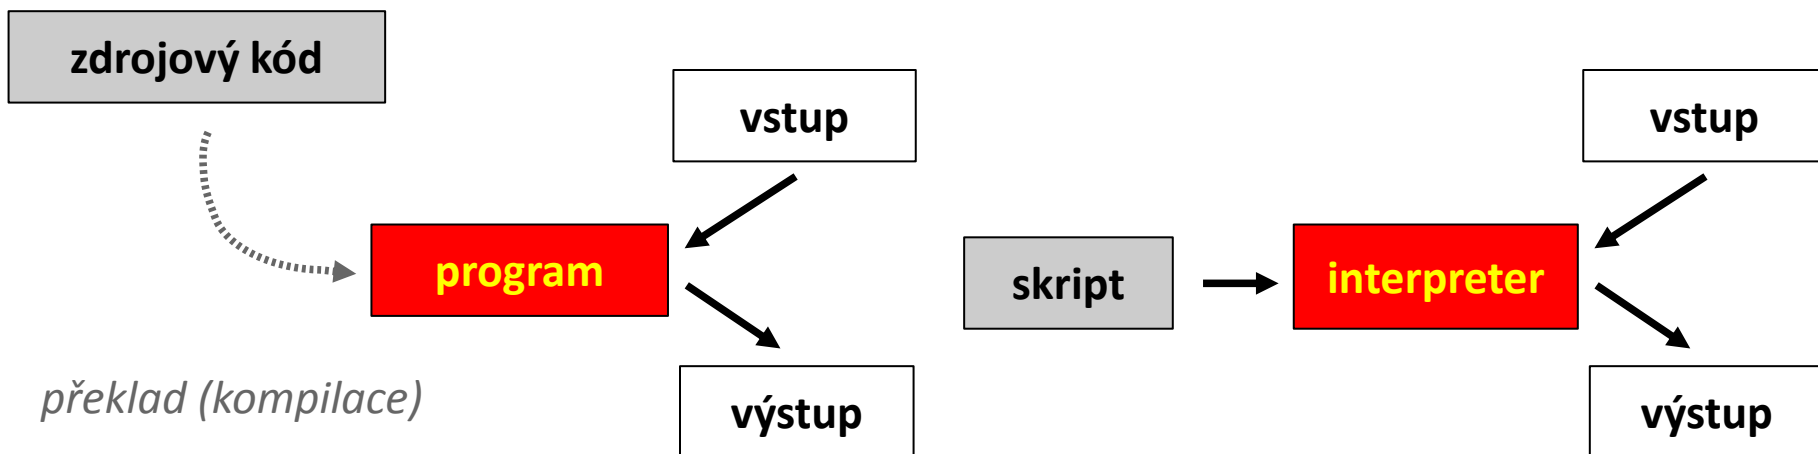 zdrojový kód
vstup
program
výstup
překlad (kompilace)
vstup
skript
interpreter
výstup